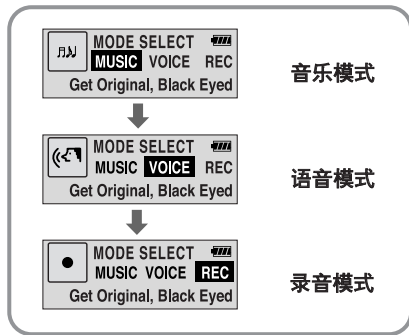 MODE SELECT
MUSIC VOICE REC
Get Original, Black Eyed
音乐模式
MODE SELECT
MUSIC VOICE REC
Get Original, Black Eyed
语音模式
MODE SELECT
MUSIC VOICE REC
Get Original, Black Eyed
录音模式